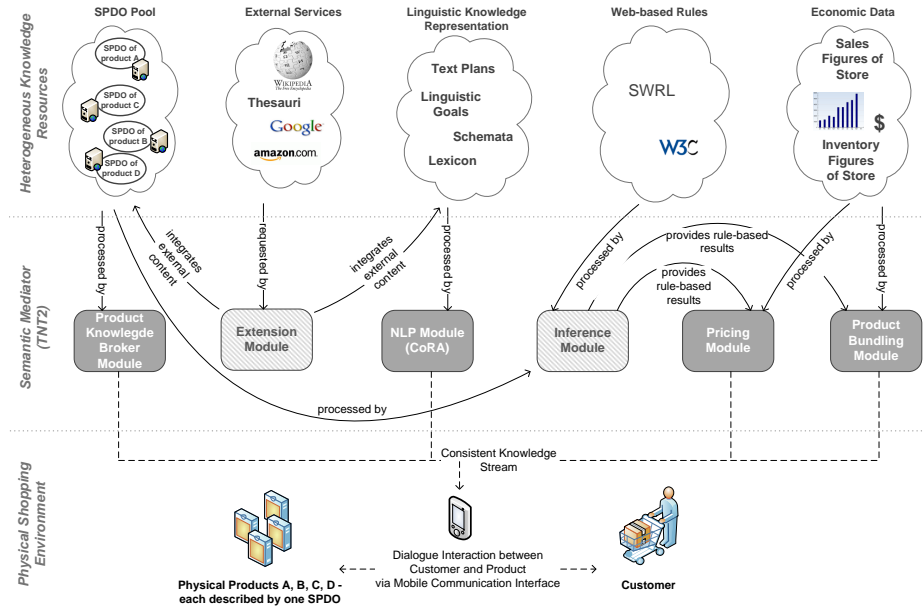 SPDO Pool
External Services
Linguistic Knowledge
Representation
Web-based Rules
Economic Data
Heterogeneous Knowledge
Resources
SPDO of
product A
SPDO of
product C
SPDO of
product B
SPDO of
product D
WIKIPEDIA
The Free Encyclopedia
Thesauri
Google
amazon.com
Text Plans
Linguistic
Goals
Schemata
Lexicon
SWRL
W3C
Sales
Figures of
Store
$
Inventory
Figures
of Store
Semantic Mediator
(TNT2)
processed by
integrates
external
content
requested by
integrates
external
content
processed by
processed by
provides rule-based
results
provides
rule-based
results
processed by
processed by
Product
Knowlegde
Broker
Module
Extension
Module
NLP Module
(CoRA)
Inference
Module
Pricing
Module
Product
Bundling
Module
processed by
Physical Shopping
Environment
Consistent Knowledge
Stream
Dialogue Interaction between
Customer and Product
via Mobile Communication Interface
Physical Products A, B, C, D -
each described by one SPDO
Customer